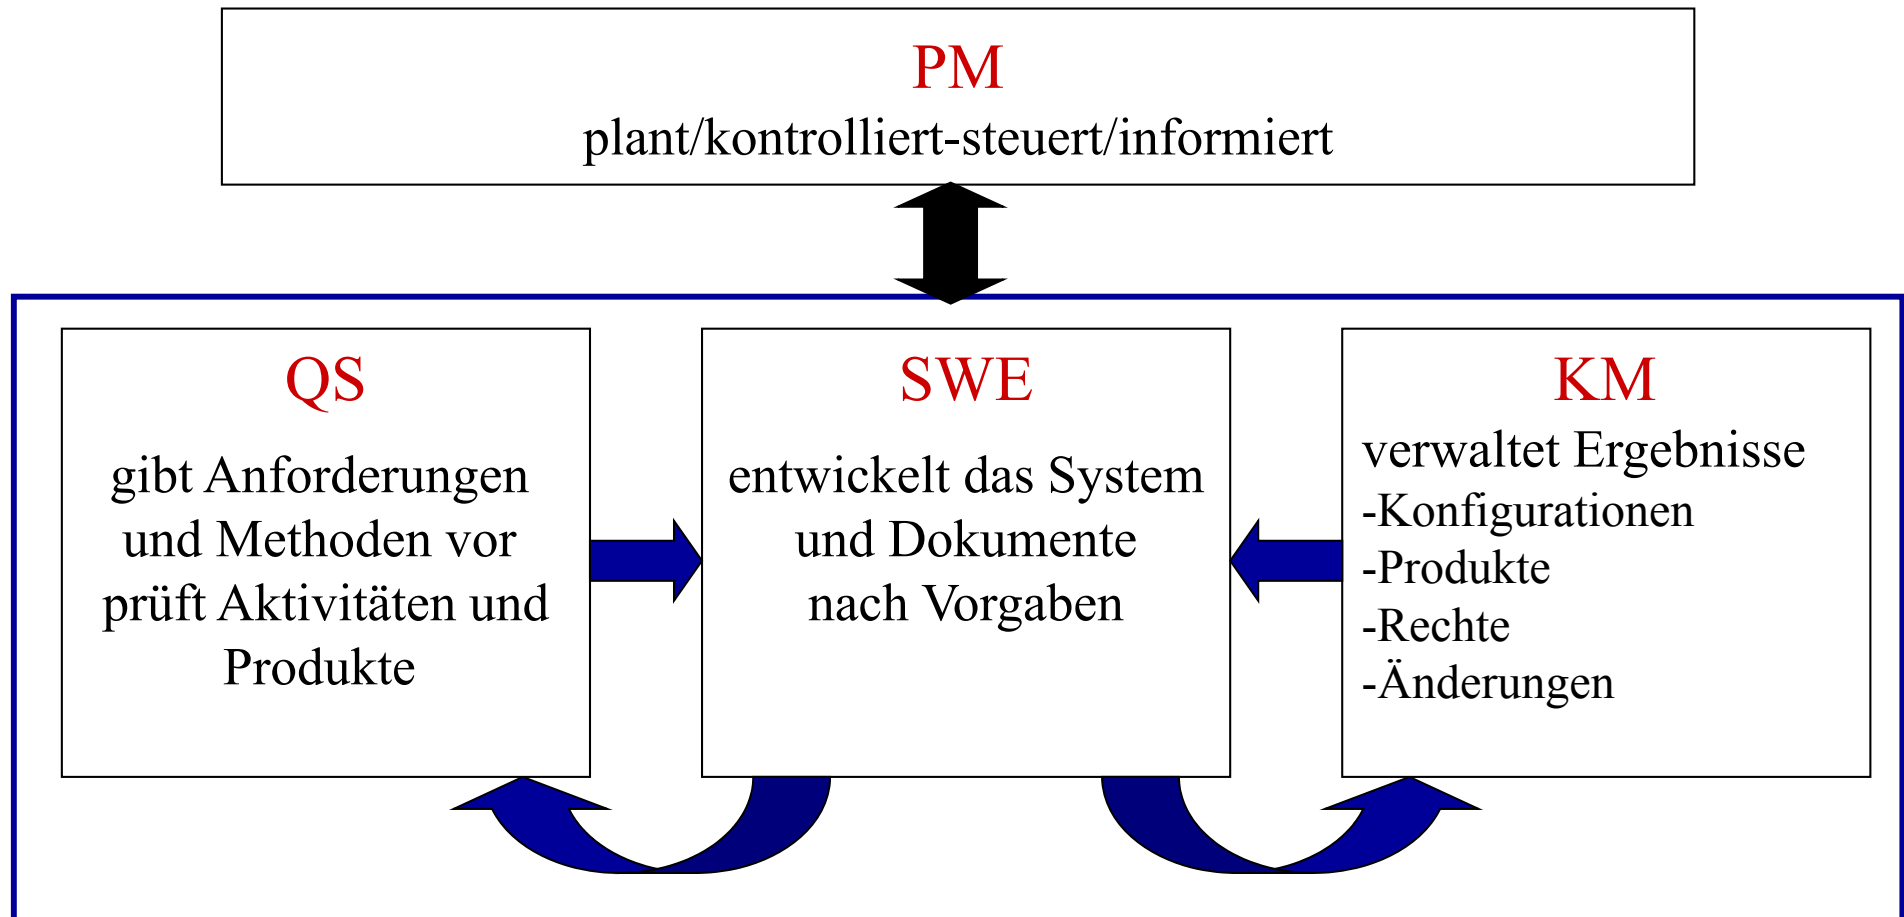 PM
plant/kontrolliert-steuert/informiert
QS
gibt Anforderungen
und Methoden vor
prüft Aktivitäten und
Produkte
SWE
entwickelt das System
und Dokumente
nach Vorgaben
KM
verwaltet Ergebnisse
-Konfigurationen
-Produkte
-Rechte
-Änderungen